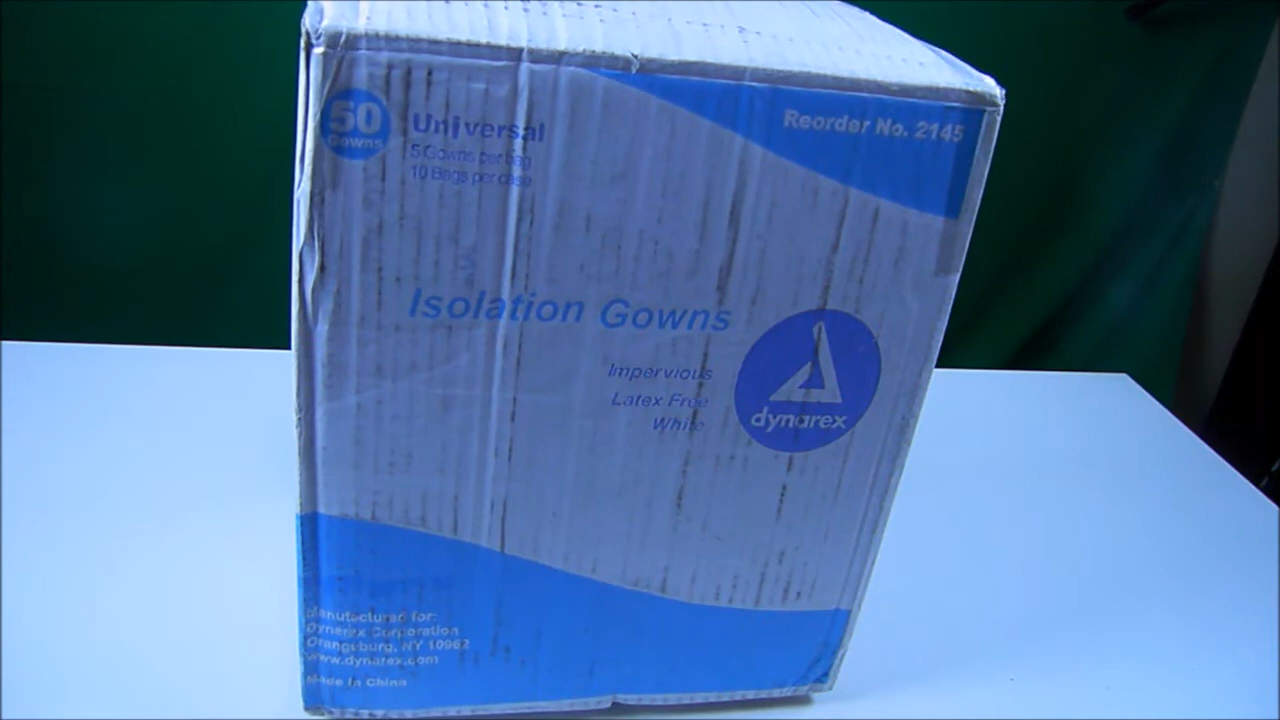 50
Gowns
Universal
5 Gowns per bag
10 Bags per case
Reorder No. 2145
Isolation Gowns
Impervious
Latex Free
White
dynarex
Manufactured for:
Dynarex Corporation
Orangeburg, NY 10962
www.dynarex.com
Made in China